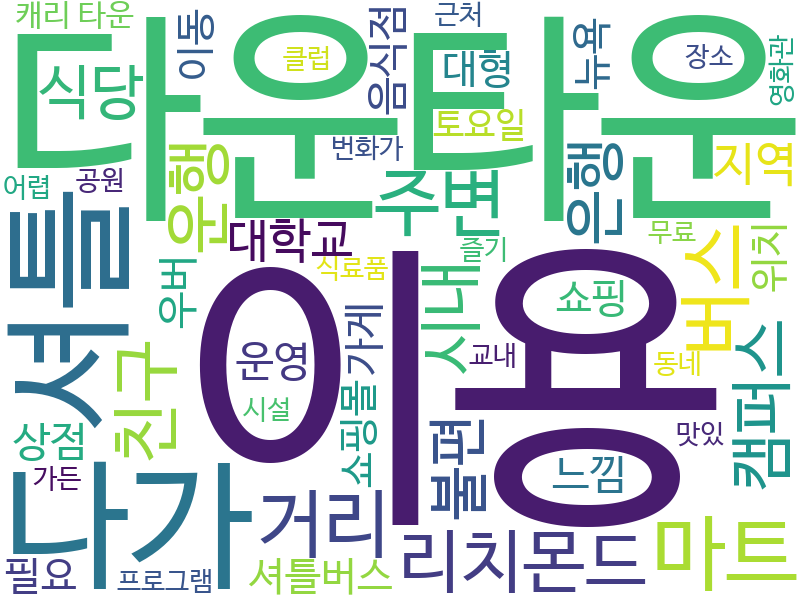 캐리 타운
이동
음식점
근처
뉴욕
장소
영화관
다운타운
클럽
대형
식당
토요일
번화가
운행
은행
지역
어렵
공원
주변
대학교
즐기
무료
셔틀
우버
식료품
시내
쇼핑
버스
위치
이용
친구
운영
가게
교내
동네
캠퍼스
시설
쇼핑몰
상점
불편
맛있
가든
느낌
다가
거리
리치몬드
마트
필요
프로그램
셔틀버스